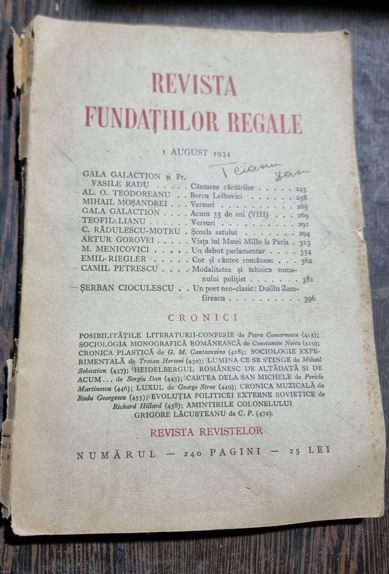 REVISTA
FUNDAȚIILOR REGALE
1 AUGUST 1934
GALA GALACTION și Pr.
VASILE RADU . . . . Cântarea cântărilor . . . . . 243
AL. O. TEODOREANU . . Bercu Leibovici . . . . . . 258
MIHAIL MOȘANDREI . . . Versuri . . . . . . . . . 265
GALA GALACTION . . . Acum 35 de ani (VIII) . . . 269
TEOFIL LIANU . . . . . Versuri . . . . . . . . . 291
C. RĂDULESCU-MOTRU . Școala satului . . . . . . 294
ARTUR GOROVEI . . . . Viața lui Matei Millo la Paris . 313
M. MENICOVICI . . . . Un debut parlamentar . . . . 354
EMIL RIEGLER . . . . . Cor și cântec românesc . . . 362
CAMIL PETRESCU . . . . Modalitatea și tehnica roma-
nului polițist . . . . . . 381
ȘERBAN CIOCULESCU . . Un poet neo-clasic: Duiliu Zam-
firescu . . . . . . . . . 396
CRONICI
POSIBILITĂȚILE LITERATURII-CONFESIE de Petru Comarnescu (415);
SOCIOLOGIA MONOGRAFICĂ ROMÂNEASCĂ de Constantin Noica (419);
CRONICA PLASTICĂ de G. M. Cantacuzino (428); SOCIOLOGIE EXPE-
RIMENTALĂ de Traian Herseni (430); LUMINA CE SE STINGE de Mihail
Sebastian (437); HEIDELBERGUL ROMÂNESC DE ALTĂDATĂ ȘI DE
ACUM... de Sergiu Dan (443); CARTEA DELA SAN MICHELE de Pericle
Martinescu (446); LUXUL de George Stroe (449); CRONICA MUZICALĂ de
Radu Georgescu (455); EVOLUȚIA POLITICEI EXTERNE SOVIETICE de
Richard Hillard (458); AMINTIRILE COLONELULUI
GRIGORE LĂCUSTEANU de C. P. (472).
REVISTA REVISTELOR
NUMĂRUL — 240 PAGINI — 25 LEI